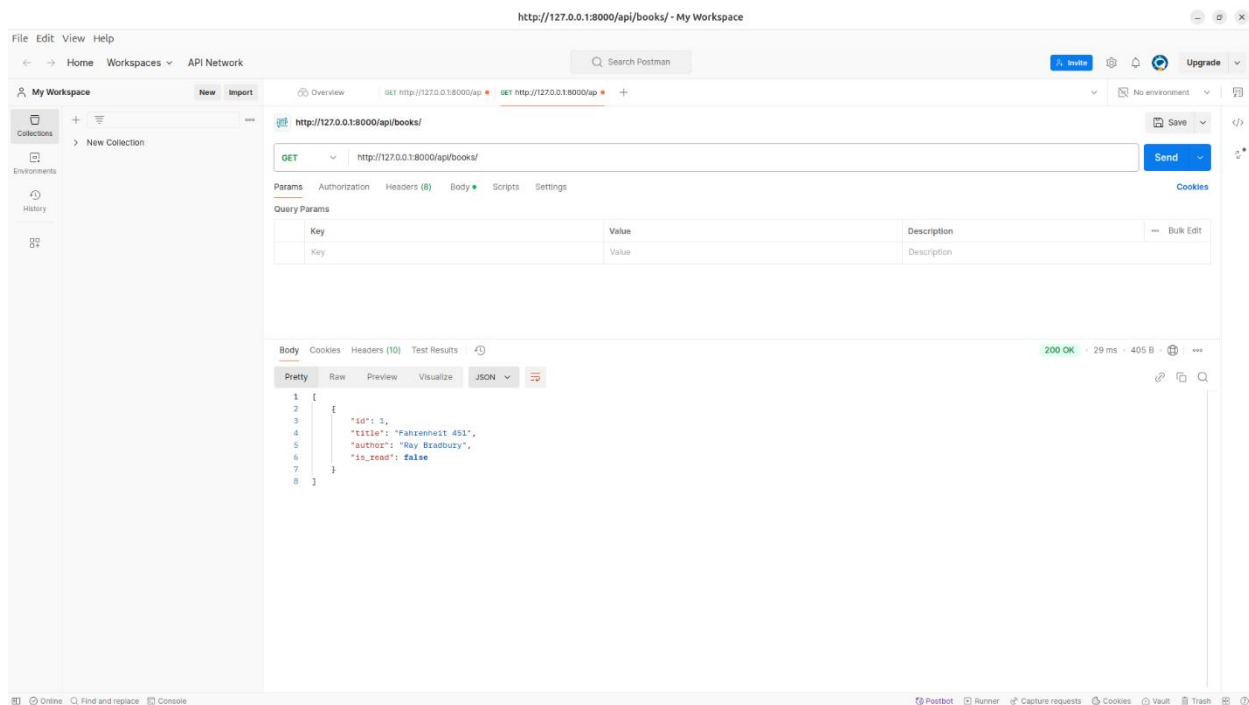 http://127.0.0.1:8000/api/books/ - My Workspace
File Edit View Help
Home Workspaces API Network Search Postman Invite Upgrade
My Workspace New Import Overview GET http://127.0.0.1:8000/ap GET http://127.0.0.1:8000/ap + No environment
Collections
New Collection
Environments
History
http://127.0.0.1:8000/api/books/ Save
GET http://127.0.0.1:8000/api/books/ Send
Params Authorization Headers (8) Body Scripts Settings Cookies
Query Params
Key Value Description Bulk Edit
Key Value Description
Body Cookies Headers (10) Test Results 200 OK 29 ms 405 B
Pretty Raw Preview Visualize JSON
1 [
2 {
3 "id": 1,
4 "title": "Fahrenheit 451",
5 "author": "Ray Bradbury",
6 "is_read": false
7 }
8 ]
Online Find and replace Console Postbot Runner Capture requests Cookies Vault Trash